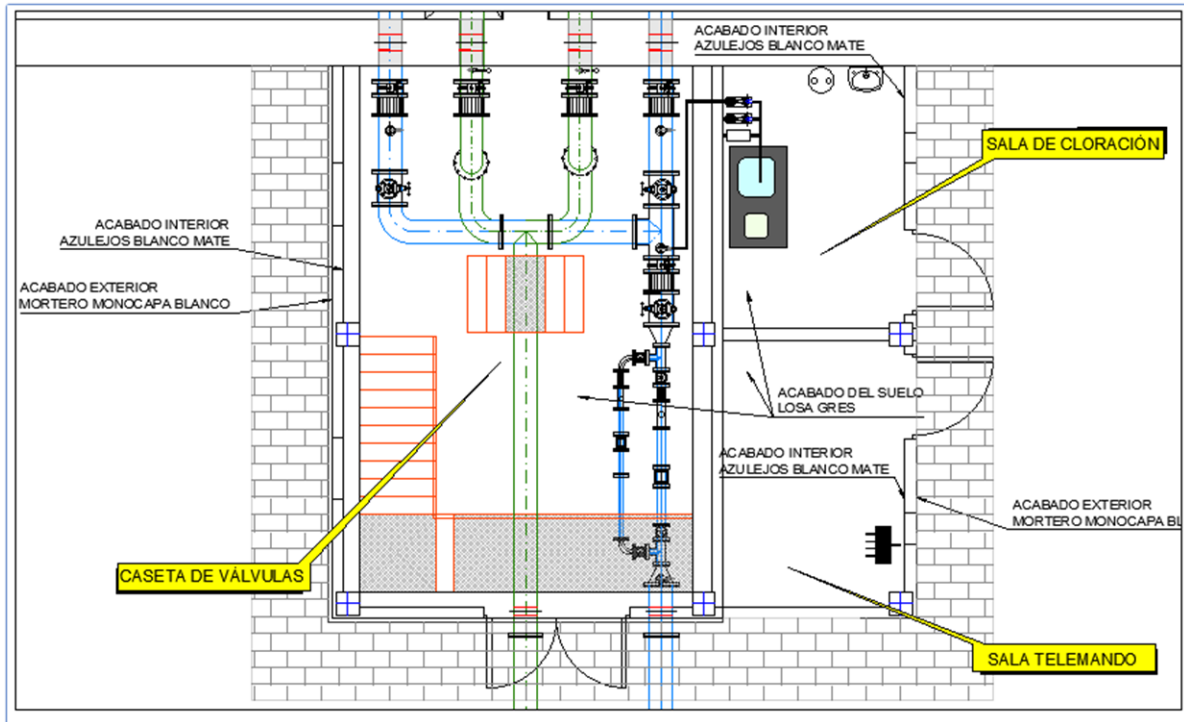 ACABADO INTERIOR
AZULEJOS BLANCO MATE
SALA DE CLORACIÓN
ACABADO INTERIOR
AZULEJOS BLANCO MATE
ACABADO EXTERIOR
MORTERO MONOCAPA BLANCO
ACABADO DEL SUELO
LOSA GRES
ACABADO INTERIOR
AZULEJOS BLANCO MATE
ACABADO EXTERIOR
MORTERO MONOCAPA BL
CASETA DE VÁLVULAS
SALA TELEMANDO